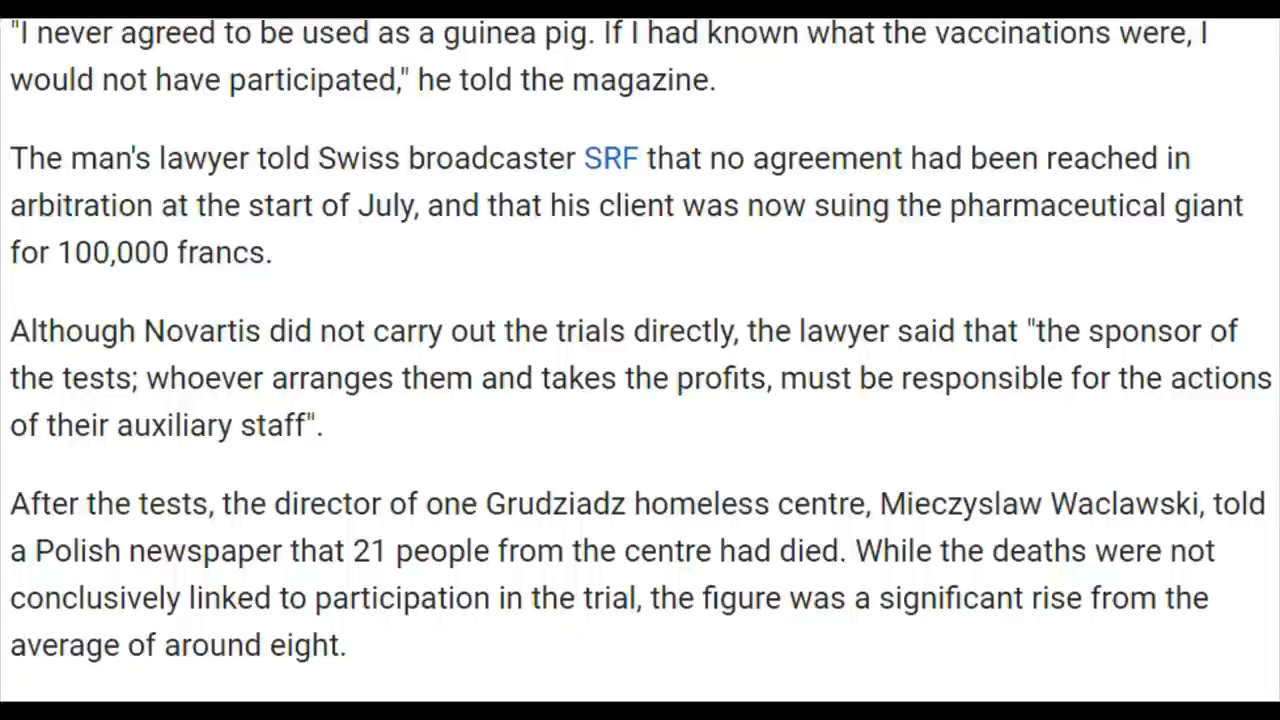 "I never agreed to be used as a guinea pig. If I had known what the vaccinations were, I
would not have participated," he told the magazine.
The man's lawyer told Swiss broadcaster SRF that no agreement had been reached in
arbitration at the start of July, and that his client was now suing the pharmaceutical giant
for 100,000 francs.
Although Novartis did not carry out the trials directly, the lawyer said that "the sponsor of
the tests; whoever arranges them and takes the profits, must be responsible for the actions
of their auxiliary staff".
After the tests, the director of one Grudziadz homeless centre, Mieczyslaw Waclawski, told
a Polish newspaper that 21 people from the centre had died. While the deaths were not
conclusively linked to participation in the trial, the figure was a significant rise from the
average of around eight.